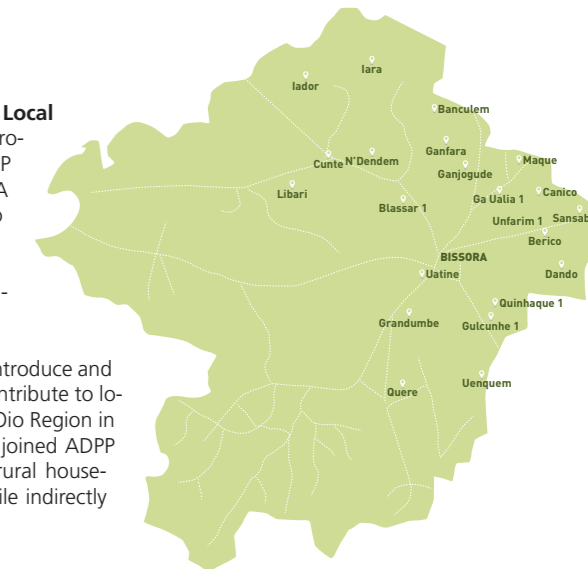 Local
ro-
P
A
o
-
ntroduce and
ntribute to lo-
Oio Region in
joined ADPP
rural house-
ile indirectly
Iara
Iador
Banculem
Ganfara
Cunte
N'Dendem
Maque
Ganjogude
Libari
Canico
Ga Ualia 1
Blassar 1
Sansab
Unfarim 1
Berico
BISSORA
Uatine
Dando
Quinhaque 1
Grandumbe
Gulcunhe 1
Quere
Uenquem